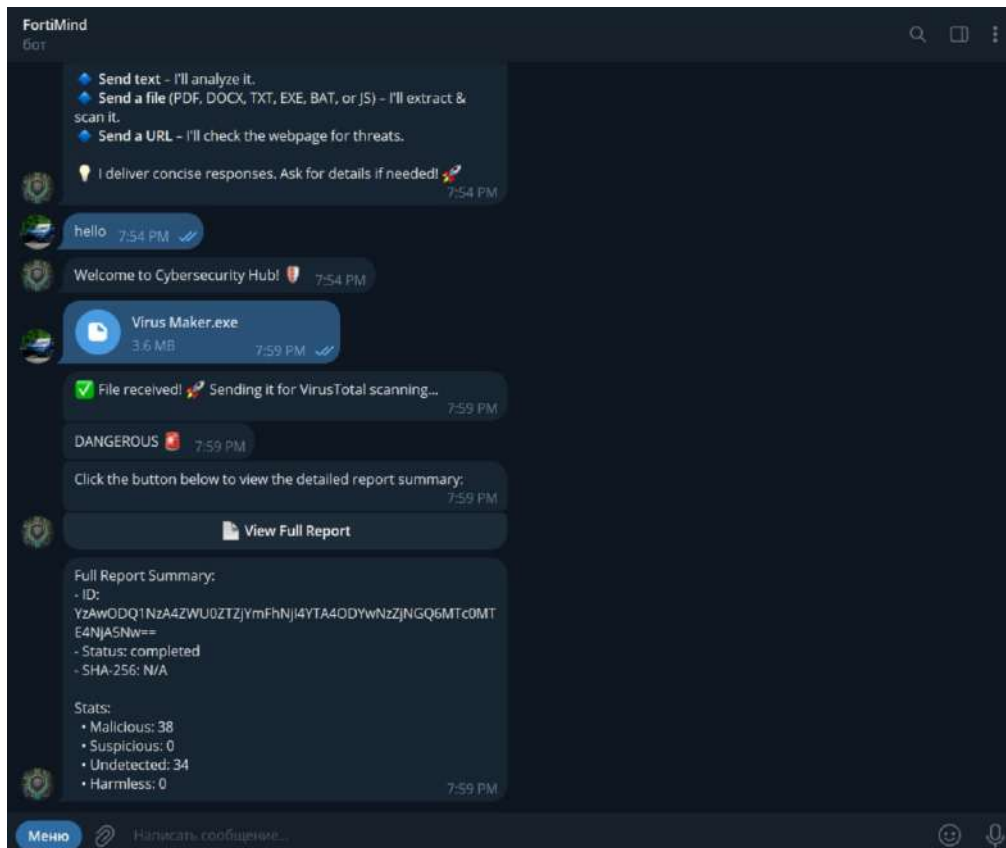 FortiMind
бот
🔹 Send text – I'll analyze it.
🔹 Send a file (PDF, DOCX, TXT, EXE, BAT, or JS) – I'll extract &
scan it.
🔹 Send a URL – I'll check the webpage for threats.
💡 I deliver concise responses. Ask for details if needed! 🚀
7:54 PM
hello 7:54 PM
Welcome to Cybersecurity Hub! 🛡 7:54 PM
Virus Maker.exe
3.6 MB 7:59 PM
✅ File received! 🚀 Sending it for VirusTotal scanning...
7:59 PM
DANGEROUS 🚨 7:59 PM
Click the button below to view the detailed report summary:
7:59 PM
📄 View Full Report
Full Report Summary:
- ID:
- Status: completed
- SHA-256: N/A
Stats:
• Malicious: 38
• Suspicious: 0
• Undetected: 34
• Harmless: 0 7:59 PM
Меню Написать сообщение...